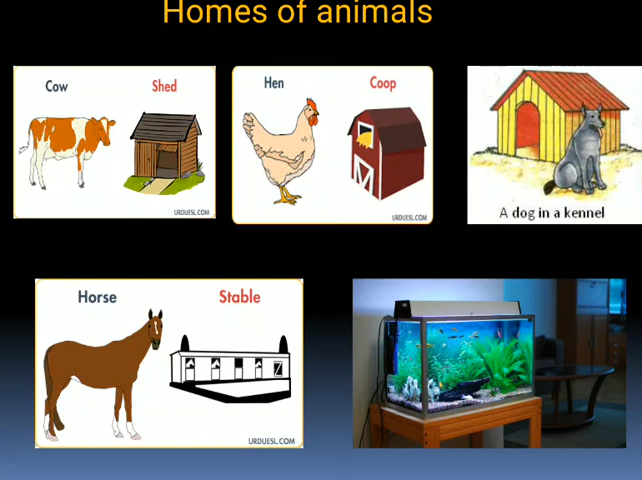 Homes of animals
Cow
Shed
URDUESL.COM
Hen
Coop
URDUESL.COM
A dog in a kennel
Horse
Stable
URDUESL.COM